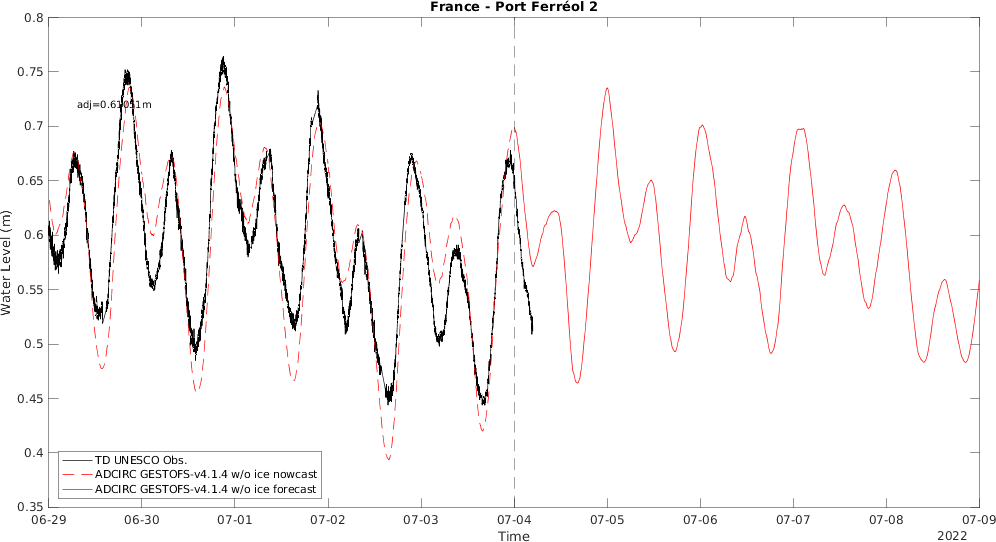 France - Port Ferréol 2
0.8
0.75
0.7
0.65
0.6
0.55
0.5
0.45
0.4
0.35
Water Level (m)
adj=0.61051m
TD UNESCO Obs.
ADCIRC GESTOFS-v4.1.4 w/o ice nowcast
ADCIRC GESTOFS-v4.1.4 w/o ice forecast
06-29 06-30 07-01 07-02 07-03 07-04 07-05 07-06 07-07 07-08 07-09
Time
2022